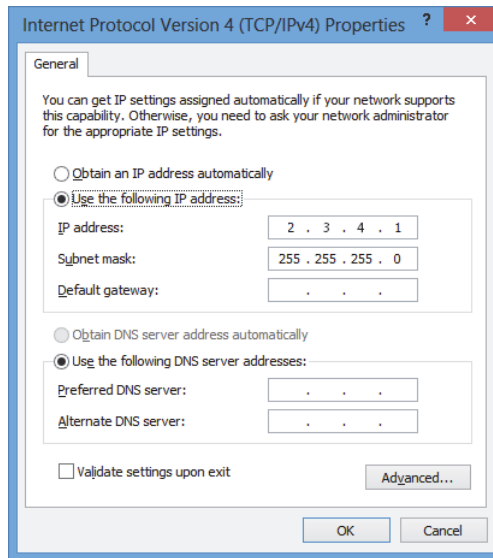 Internet Protocol Version 4 (TCP/IPv4) Properties ? ×
General
You can get IP settings assigned automatically if your network supports
this capability. Otherwise, you need to ask your network administrator
for the appropriate IP settings.
Obtain an IP address automatically
Use the following IP address:
IP address: 2 . 3 . 4 . 1
Subnet mask: 255 . 255 . 255 . 0
Default gateway: . . .
Obtain DNS server address automatically
Use the following DNS server addresses:
Preferred DNS server: . . .
Alternate DNS server: . . .
Validate settings upon exit
Advanced...
OK Cancel